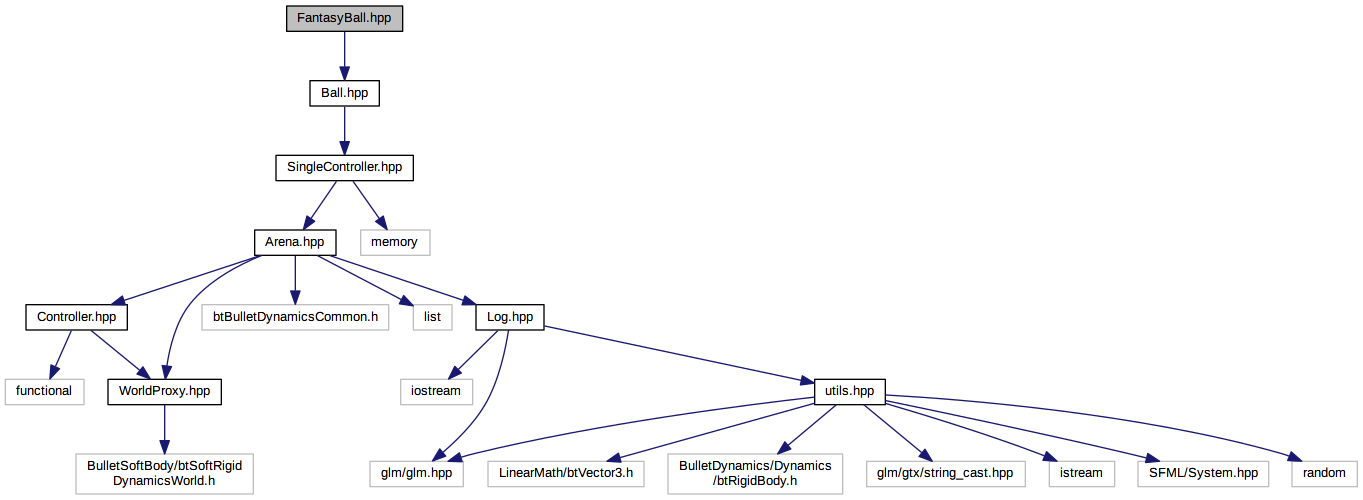 FantasyBall.hpp
Ball.hpp
SingleController.hpp
Arena.hpp
memory
Controller.hpp
btBulletDynamicsCommon.h
list
Log.hpp
functional
WorldProxy.hpp
iostream
utils.hpp
BulletSoftBody/btSoftRigid
DynamicsWorld.h
glm/glm.hpp
LinearMath/btVector3.h
BulletDynamics/Dynamics
/btRigidBody.h
glm/gtx/string_cast.hpp
istream
SFML/System.hpp
random